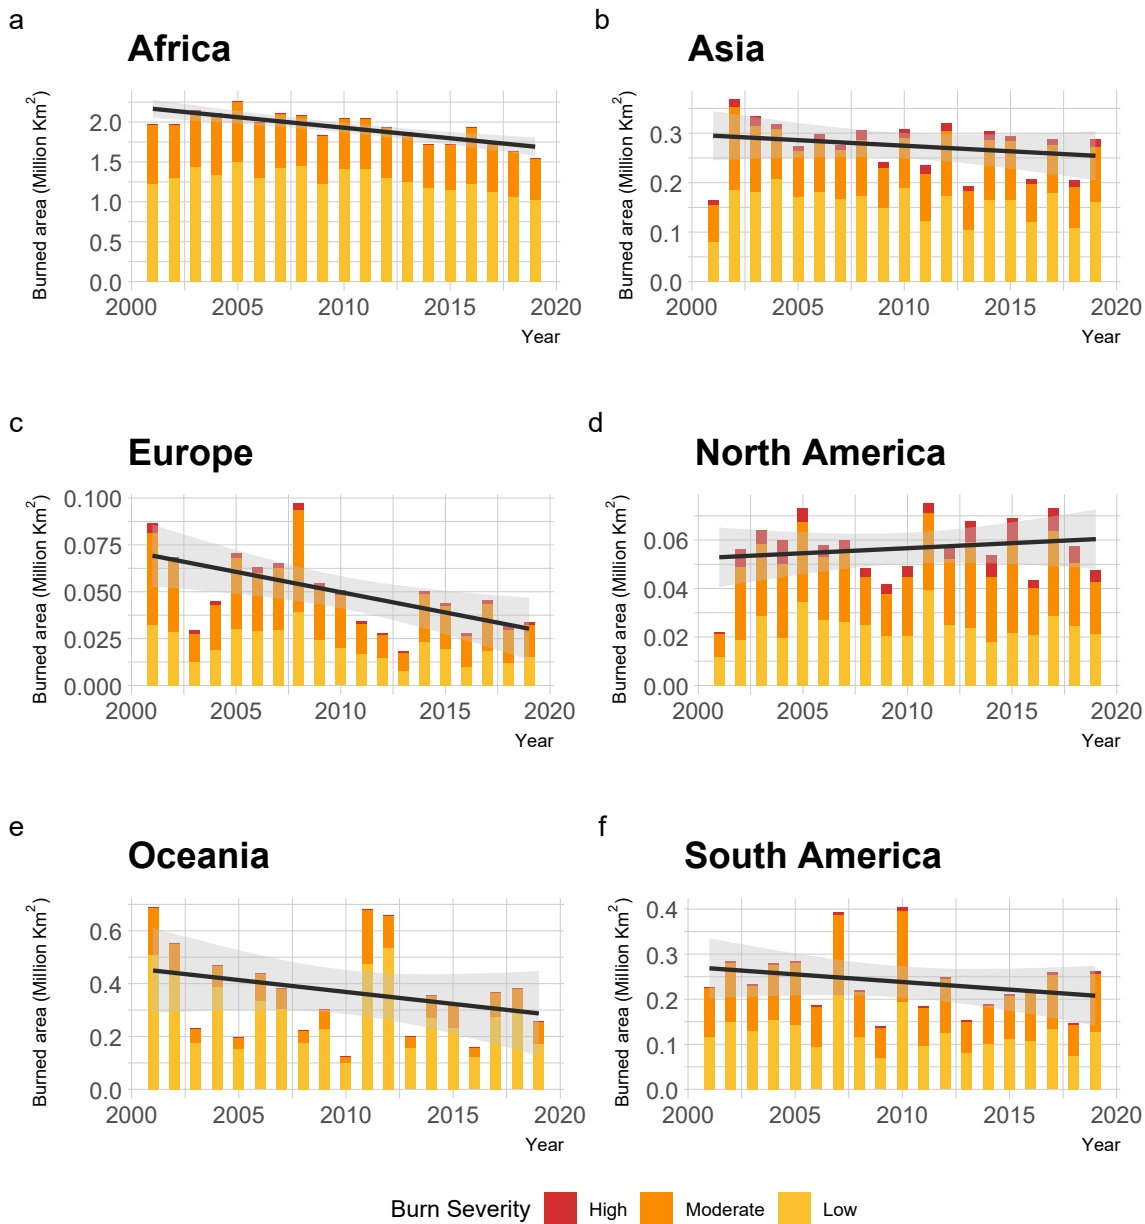 a
Africa
Burned area (Million Km²)
2.0
1.5
1.0
0.5
0.0
2000 2005 2010 2015 2020
Year
b
Asia
Burned area (Million Km²)
0.3
0.2
0.1
0.0
2000 2005 2010 2015 2020
Year
c
Europe
Burned area (Million Km²)
0.100
0.075
0.050
0.025
0.000
2000 2005 2010 2015 2020
Year
d
North America
Burned area (Million Km²)
0.06
0.04
0.02
0.00
2000 2005 2010 2015 2020
Year
e
Oceania
Burned area (Million Km²)
0.6
0.4
0.2
0.0
2000 2005 2010 2015 2020
Year
f
South America
Burned area (Million Km²)
0.4
0.3
0.2
0.1
0.0
2000 2005 2010 2015 2020
Year
Burn Severity High Moderate Low